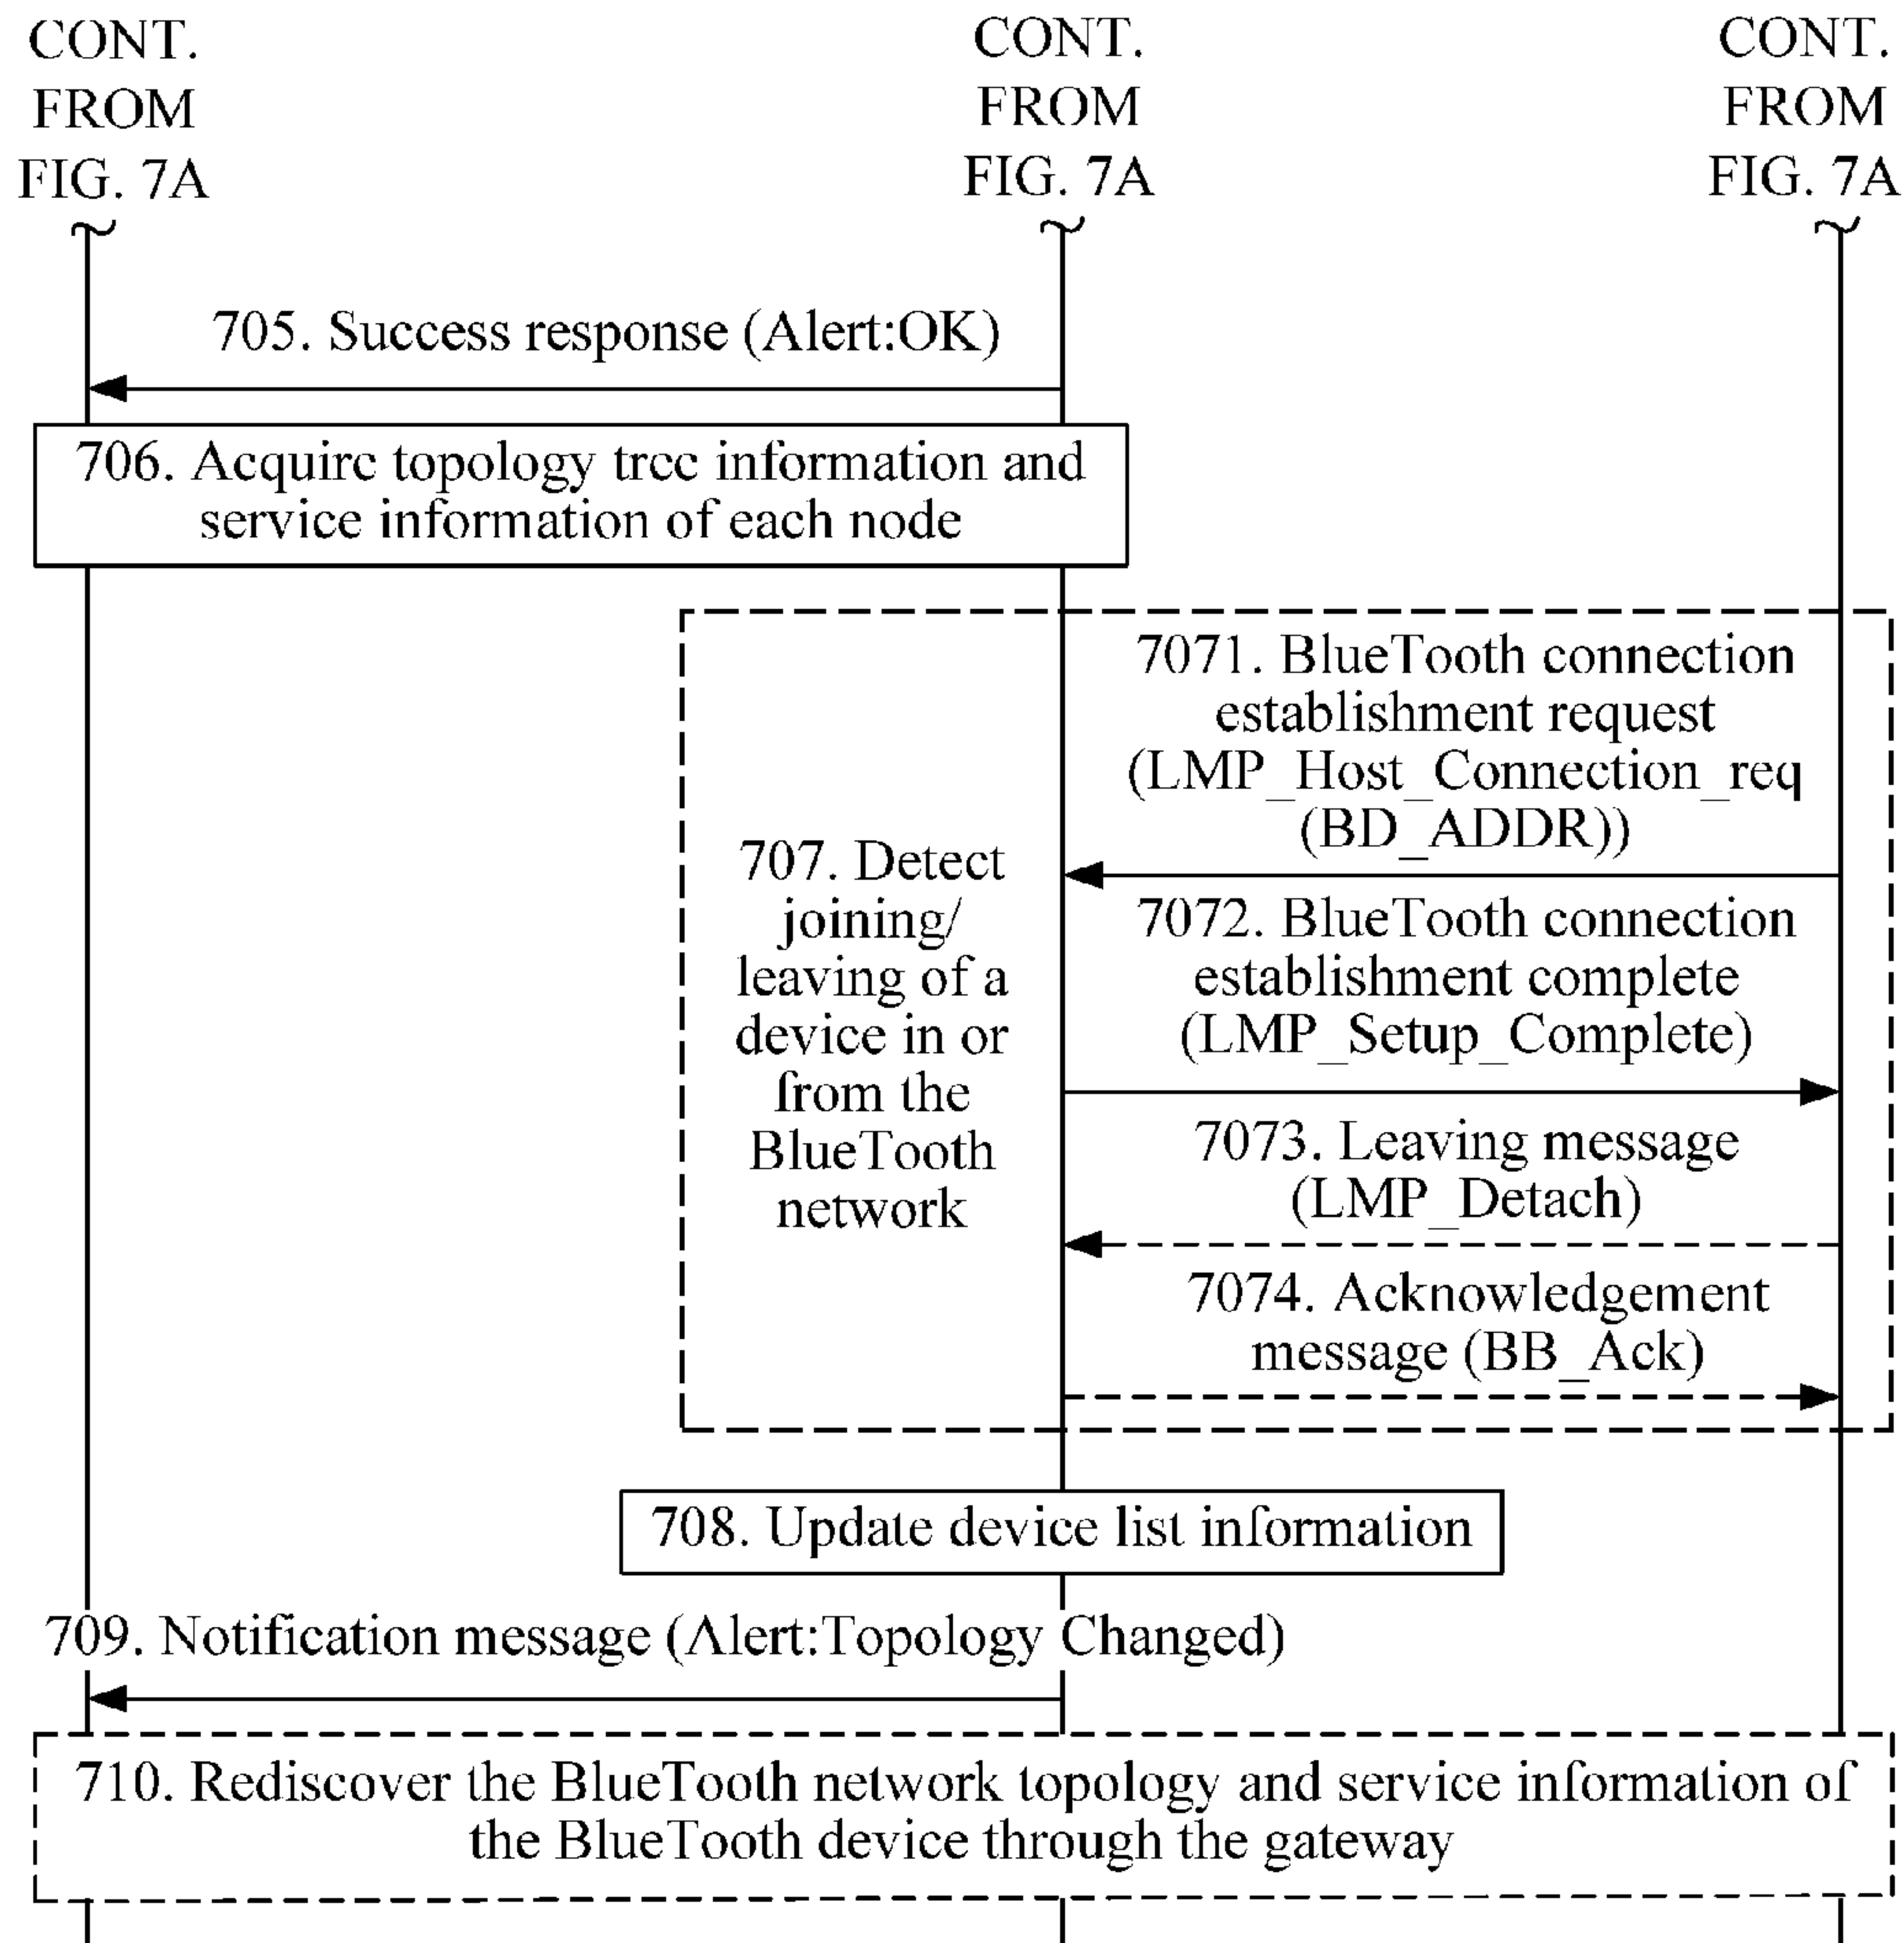 CONT.
FROM
FIG. 7A
CONT.
FROM
FIG. 7A
CONT.
FROM
FIG. 7A
705. Success response (Alert:OK)
706. Acquire topology tree information and
service information of each node
707. Detect
joining/
leaving of a
device in or
from the
BlueTooth
network
7071. BlueTooth connection
establishment request
(LMP_Host_Connection_req
(BD_ADDR))
7072. BlueTooth connection
establishment complete
(LMP_Setup_Complete)
7073. Leaving message
(LMP_Detach)
7074. Acknowledgement
message (BB_Ack)
708. Update device list information
709. Notification message (Alert:Topology Changed)
710. Rediscover the BlueTooth network topology and service information of
the BlueTooth device through the gateway